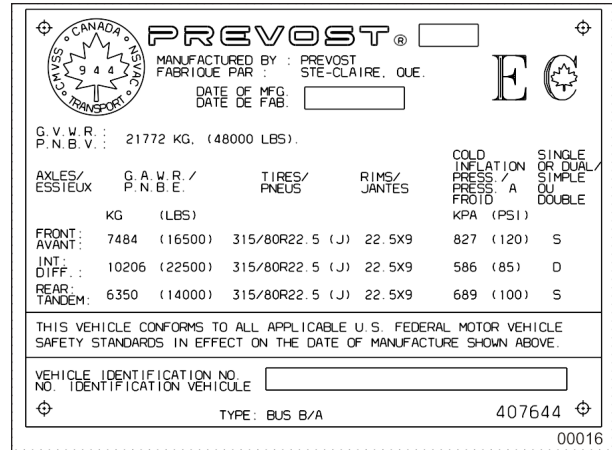 CANADA
CMVSS
NSVAC
944
TRANSPORT
PREVOST®
MANUFACTURED BY : PREVOST
FABRIQUE PAR : STE-CLAIRE, QUE.
DATE OF MFG.
DATE DE FAB.
EC
G.V.W.R. :
P.N.B.V. : 21772 KG, (48000 LBS).
AXLES/ G.A.W.R./ TIRES/ RIMS/ COLD INFLATION PRESS./ SINGLE OR DUAL/
ESSIEUX P.N.B.E. PNEUS JANTES PRESS. A FROID SIMPLE OU DOUBLE
KG (LBS) KPA (PSI)
FRONT:
AVANT: 7484 (16500) 315/80R22.5 (J) 22.5X9 827 (120) S
INT:
DIFF.: 10206 (22500) 315/80R22.5 (J) 22.5X9 586 (85) D
REAR:
TANDEM: 6350 (14000) 315/80R22.5 (J) 22.5X9 689 (100) S
THIS VEHICLE CONFORMS TO ALL APPLICABLE U.S. FEDERAL MOTOR VEHICLE
SAFETY STANDARDS IN EFFECT ON THE DATE OF MANUFACTURE SHOWN ABOVE.
VEHICLE IDENTIFICATION NO.
NO. IDENTIFICATION VEHICULE
TYPE: BUS B/A 407644
00016